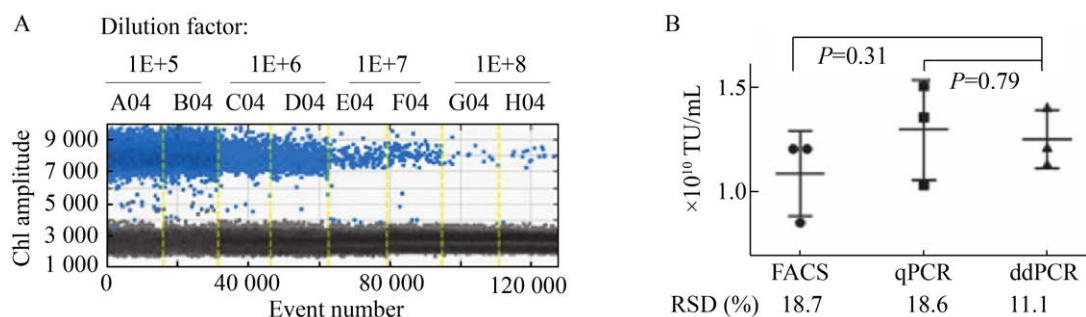 A
Dilution factor:
1E+5 1E+6 1E+7 1E+8
A04 B04 C04 D04 E04 F04 G04 H04
Chl amplitude
9 000
7 000
5 000
3 000
1 000
0 40 000 80 000 120 000
Event number
B
P=0.31
P=0.79
×10¹⁰ TU/mL
1.5
1.0
FACS qPCR ddPCR
RSD (%) 18.7 18.6 11.1